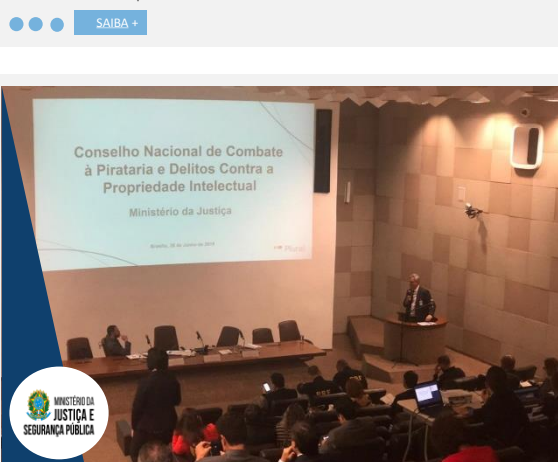 SAIBA +
Conselho Nacional de Combate
à Pirataria e Delitos Contra a
Propriedade Intelectual
Ministério da Justiça
MINISTÉRIO DA
JUSTIÇA E
SEGURANÇA PÚBLICA